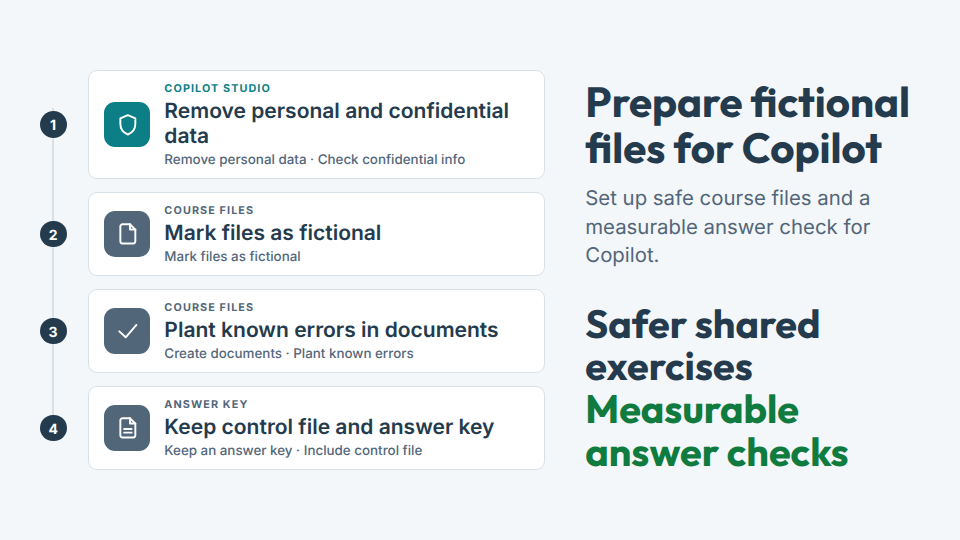 1
COPILOT STUDIO
Remove personal and confidential
data
Remove personal data · Check confidential info
2
COURSE FILES
Mark files as fictional
Mark files as fictional
3
COURSE FILES
Plant known errors in documents
Create documents · Plant known errors
4
ANSWER KEY
Keep control file and answer key
Keep an answer key · Include control file
Prepare fictional
files for Copilot
Set up safe course files and a
measurable answer check for
Copilot.
Safer shared
exercises
Measurable
answer checks